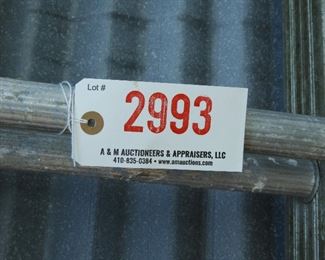 Lot #
2993
A & M AUCTIONEERS & APPRAISERS, LLC
410-835-0384 • www.amauctions.com